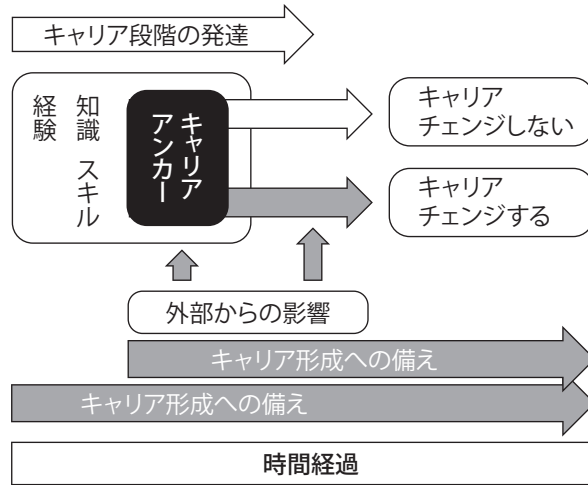 キャリア段階の発達
経験
知識 スキル
キャリア
アンカー
キャリア
チェンジしない
キャリア
チェンジする
外部からの影響
キャリア形成への備え
キャリア形成への備え
時間経過